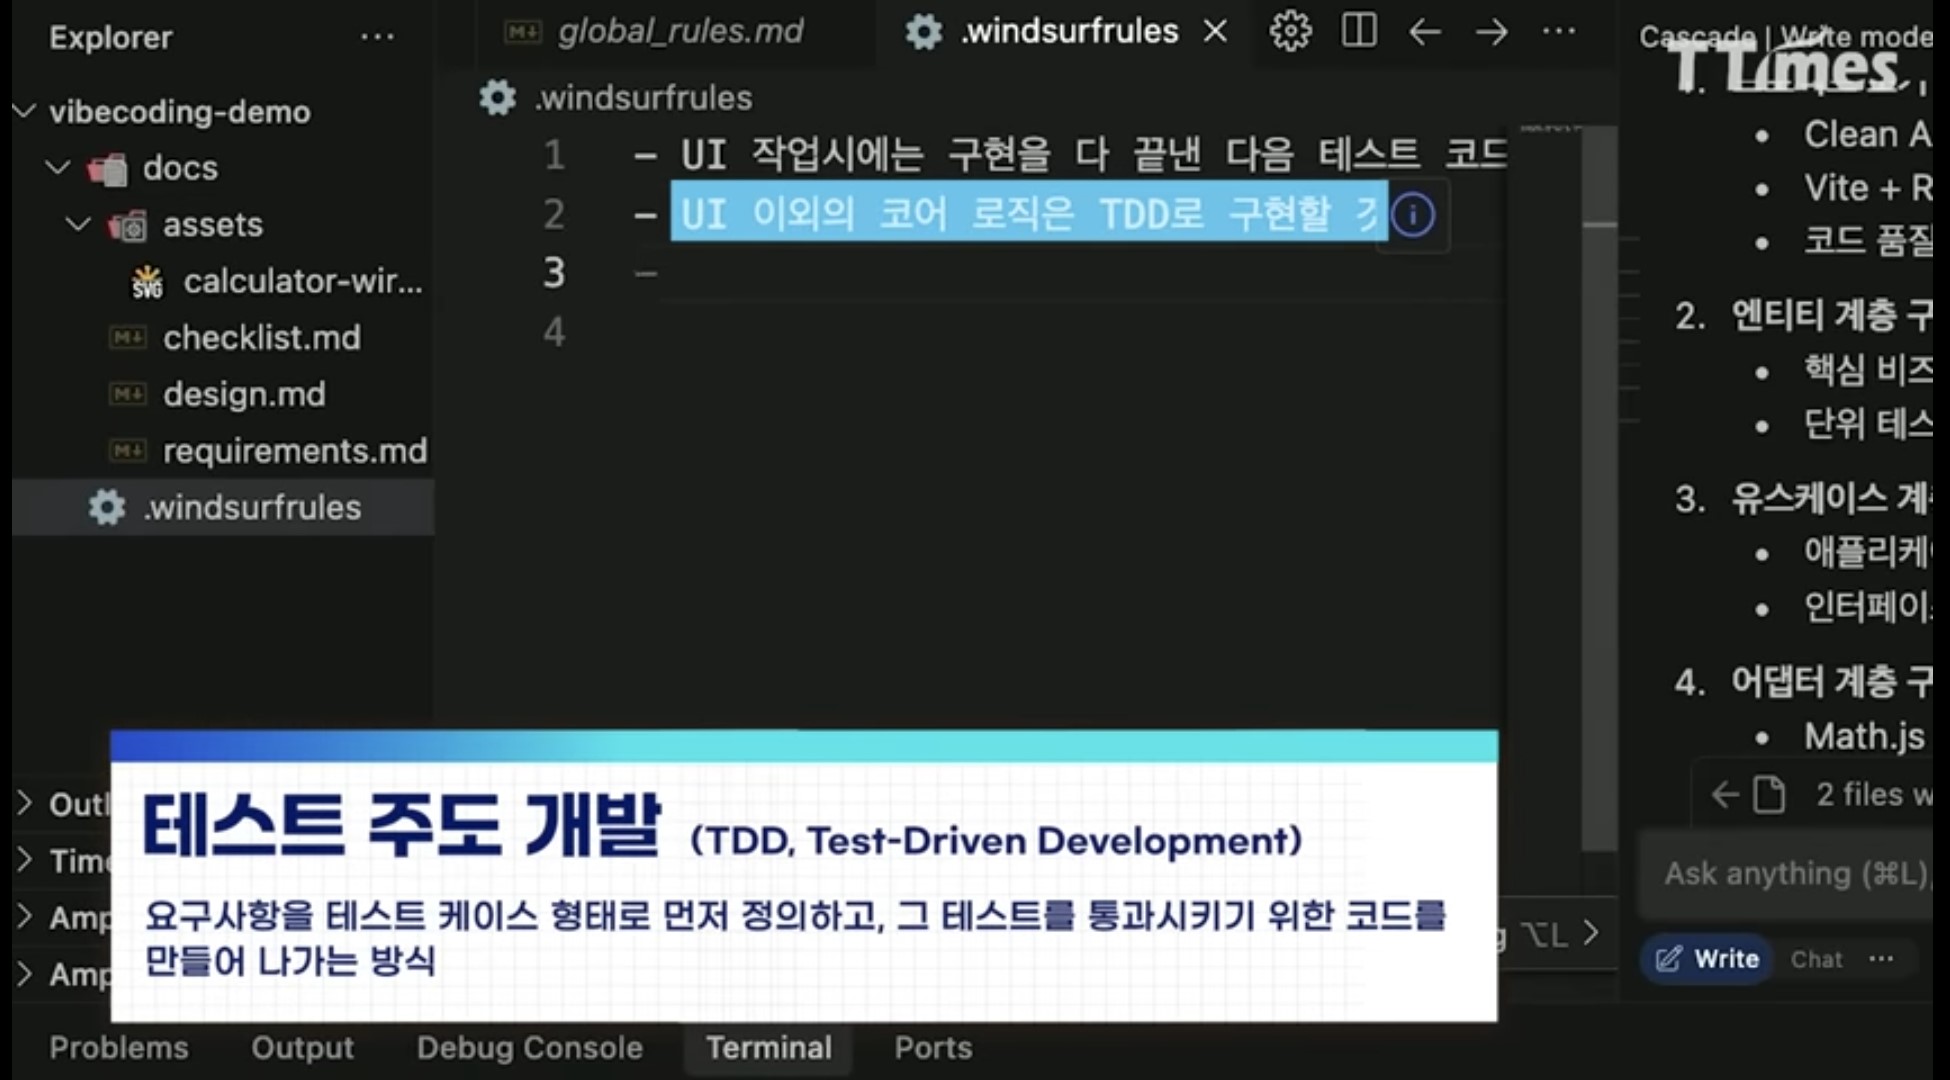 Explorer
···
vibecoding-demo
docs
assets
SVG calculator-wir...
checklist.md
design.md
requirements.md
.windsurfrules
global_rules.md
.windsurfrules
···
.windsurfrules
1 - UI 작업시에는 구현을 다 끝낸 다음 테스트 코드
2 - UI 이외의 코어 로직은 TDD로 구현할 것
3 -
4
Cascade | Write mode
TTimes
Clean A
Vite + R
코드 품질
2. 엔티티 계층 구
핵심 비즈
단위 테스
3. 유스케이스 계층
애플리케이
인터페이스
4. 어댑터 계층 구
Math.js
2 files w
Ask anything (⌘L),
Write
Chat
···
테스트 주도 개발 (TDD, Test-Driven Development)
요구사항을 테스트 케이스 형태로 먼저 정의하고, 그 테스트를 통과시키기 위한 코드를
만들어 나가는 방식
Outl
Time
Amp
Amp
g ⌥L
Problems
Output
Debug Console
Terminal
Ports